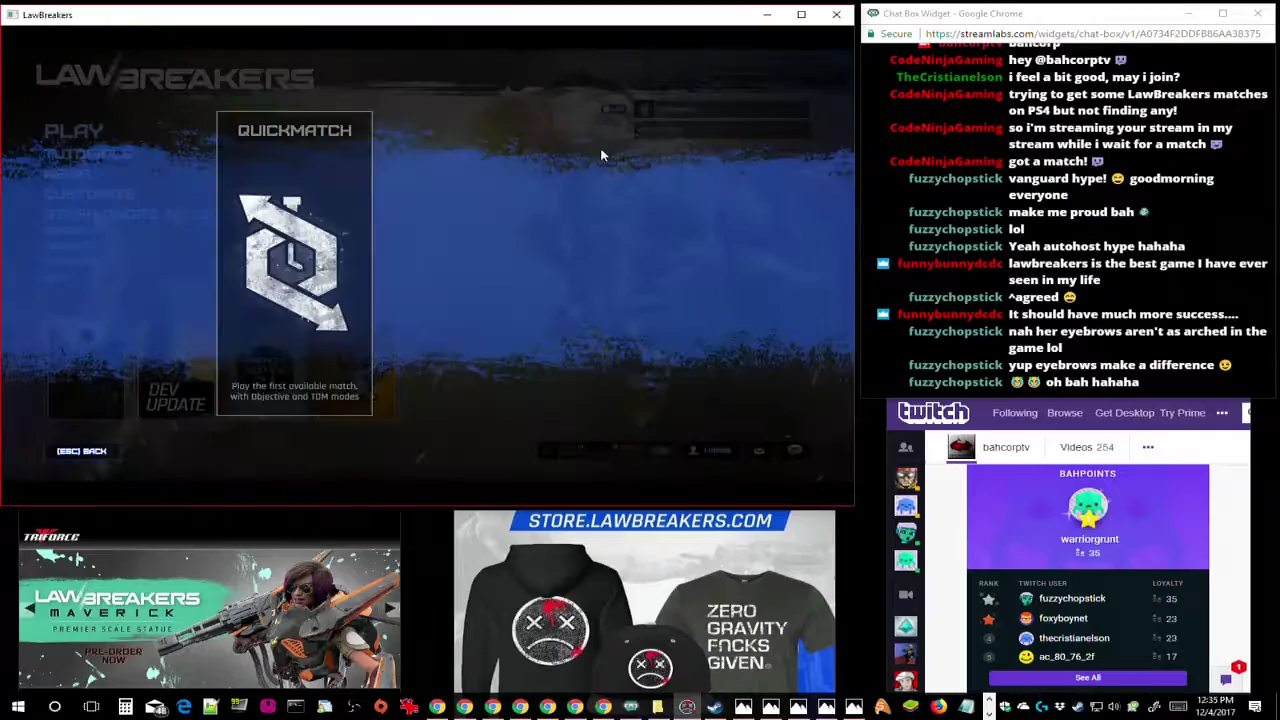 LawBreakers
LAWBREAKERS
PLAY
CUSTOMIZE
QUICKMATCH
Play the first available match,
with Objective and TDM modes
DEV
UPDATE
[ESC] BACK
Chat Box Widget - Google Chrome
Secure
https://streamlabs.com/widgets/chat-box/v1/A0734F2DDFB86AA38375
bahcorptv bahcorp
CodeNinjaGaming hey @bahcorptv
TheCristianelson i feel a bit good, may i join?
CodeNinjaGaming trying to get some LawBreakers matches
on PS4 but not finding any!
CodeNinjaGaming so i'm streaming your stream in my
stream while i wait for a match
CodeNinjaGaming got a match!
fuzzychopstick vanguard hype! 😄 goodmorning
everyone
fuzzychopstick make me proud bah
fuzzychopstick lol
fuzzychopstick Yeah autohost hype hahaha
funnybunnydcdc lawbreakers is the best game I have ever
seen in my life
fuzzychopstick ^agreed 😄
funnybunnydcdc It should have much more success....
fuzzychopstick nah her eyebrows aren't as arched in the
game lol
fuzzychopstick yup eyebrows make a difference 😉
fuzzychopstick 😭 😭 oh bah hahaha
twitch Following Browse Get Desktop Try Prime
bahcorptv Videos 254
BAHPOINTS
warriorgrunt
35
RANK TWITCH USER LOYALTY
fuzzychopstick 35
foxyboynet 23
4 thecristianelson 23
5 ac_80_76_2f 17
See All
1
TRIFORCE
LAWBREAKERS
MAVERICK
PREMIER SCALE STATUE
PRE-ORDER
NOW
STORE.LAWBREAKERS.COM
ZERO
GRAVITY
FXCKS
GIVEN
12:35 PM
12/4/2017